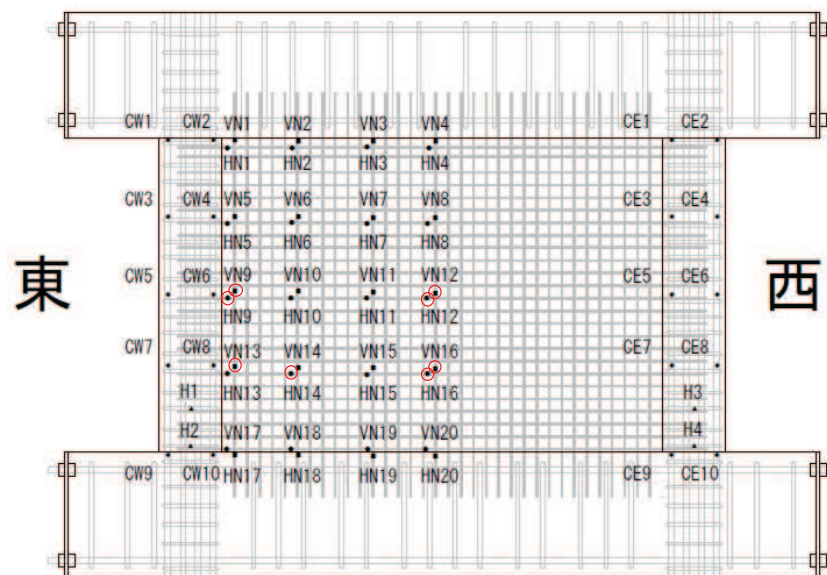 CW1 CW2 VN1 VN2 VN3 VN4 CE1 CE2
HN1 HN2 HN3 HN4
CW3 CW4 VN5 VN6 VN7 VN8 CE3 CE4
HN5 HN6 HN7 HN8
東 CW5 CW6 VN9 VN10 VN11 VN12 CE5 CE6 西
HN9 HN10 HN11 HN12
CW7 CW8 VN13 VN14 VN15 VN16 CE7 CE8
H1 HN13 HN14 HN15 HN16 H3
H2 VN17 VN18 VN19 VN20 H4
CW9 CW10 HN17 HN18 HN19 HN20 CE9 CE10